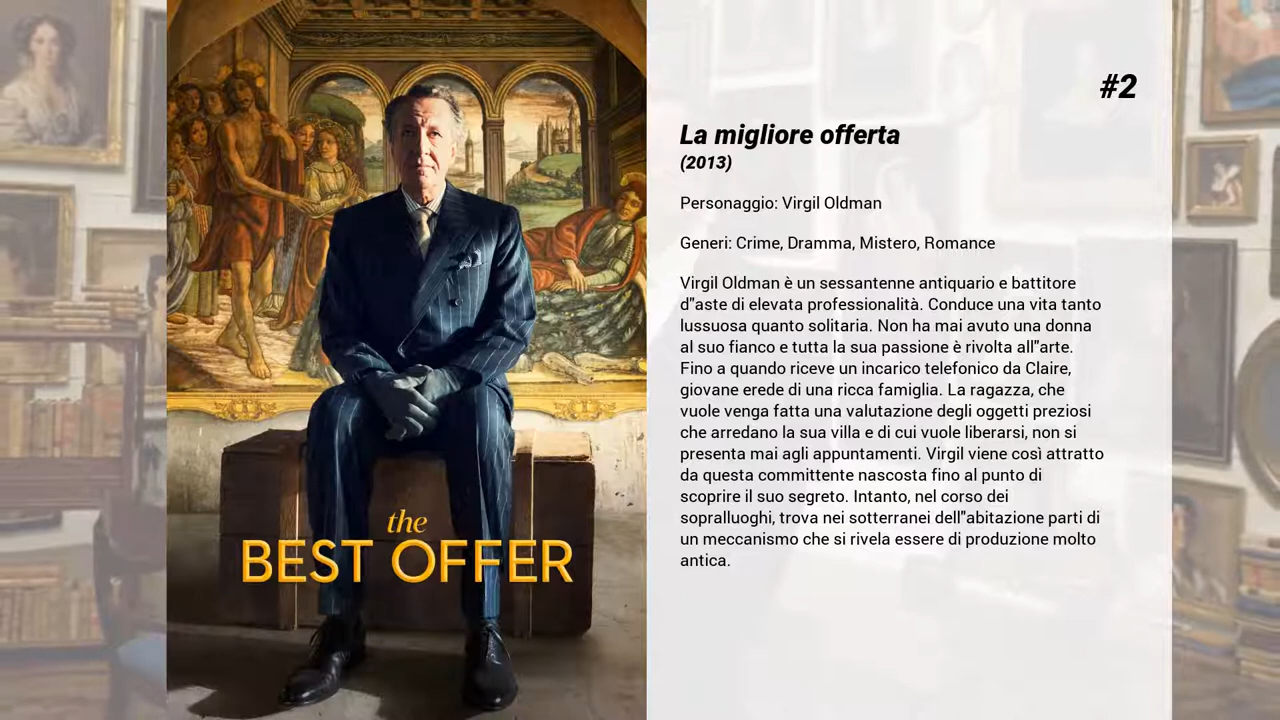 the
BEST OFFER
#2
La migliore offerta
(2013)
Personaggio: Virgil Oldman
Generi: Crime, Dramma, Mistero, Romance
Virgil Oldman è un sessantenne antiquario e battitore
d"aste di elevata professionalità. Conduce una vita tanto
lussuosa quanto solitaria. Non ha mai avuto una donna
al suo fianco e tutta la sua passione è rivolta all"arte.
Fino a quando riceve un incarico telefonico da Claire,
giovane erede di una ricca famiglia. La ragazza, che
vuole venga fatta una valutazione degli oggetti preziosi
che arredano la sua villa e di cui vuole liberarsi, non si
presenta mai agli appuntamenti. Virgil viene così attratto
da questa committente nascosta fino al punto di
scoprire il suo segreto. Intanto, nel corso dei
sopralluoghi, trova nei sotterranei dell"abitazione parti di
un meccanismo che si rivela essere di produzione molto
antica.